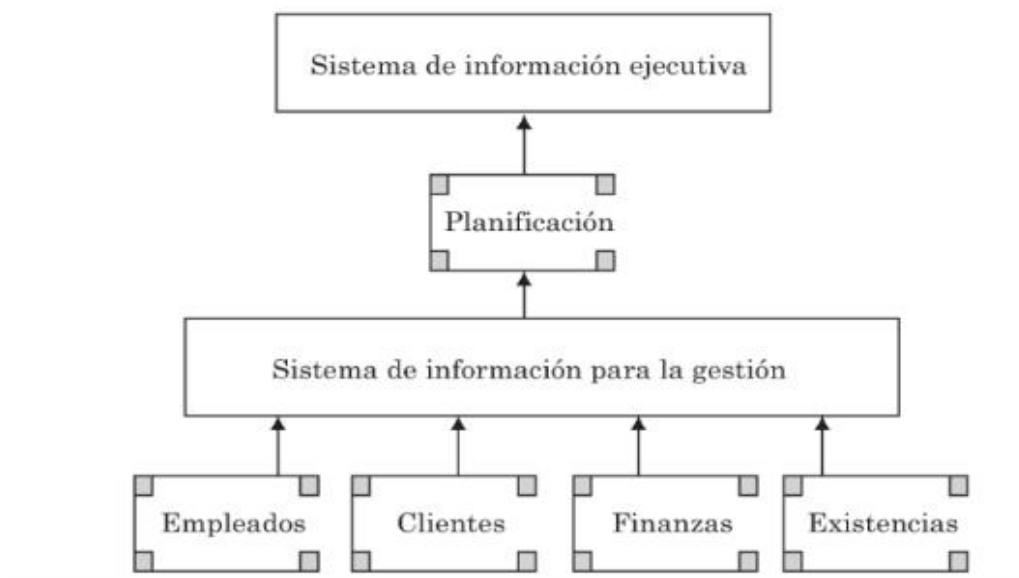 Sistema de información ejecutiva
Planificación
Sistema de información para la gestión
Empleados
Clientes
Finanzas
Existencias